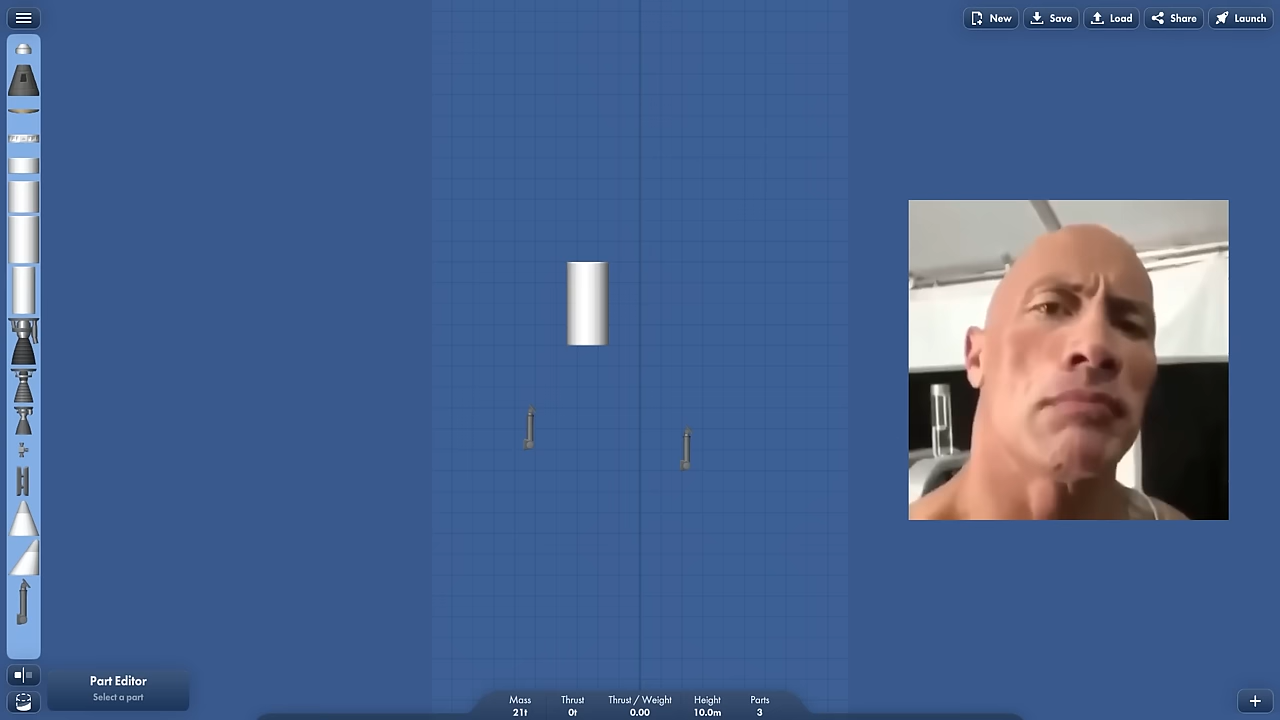 New
Save
Load
Share
Launch
Part Editor
Select a part
Mass
Thrust
Thrust / Weight
Height
Parts
21t
0t
0.00
10.0m
3